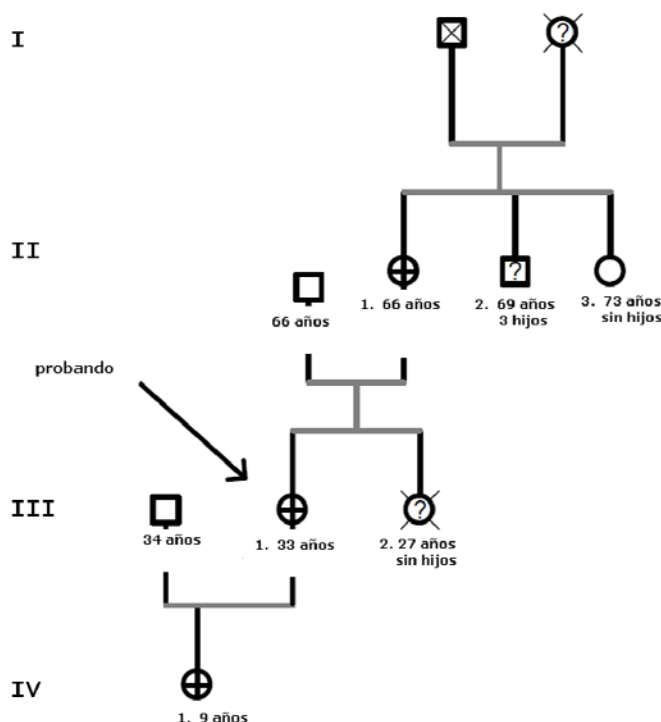 I
?
II
?
66 años
1. 66 años
2. 69 años
3 hijos
3. 73 años
sin hijos
probando
III
?
34 años
1. 33 años
2. 27 años
sin hijos
IV
1. 9 años